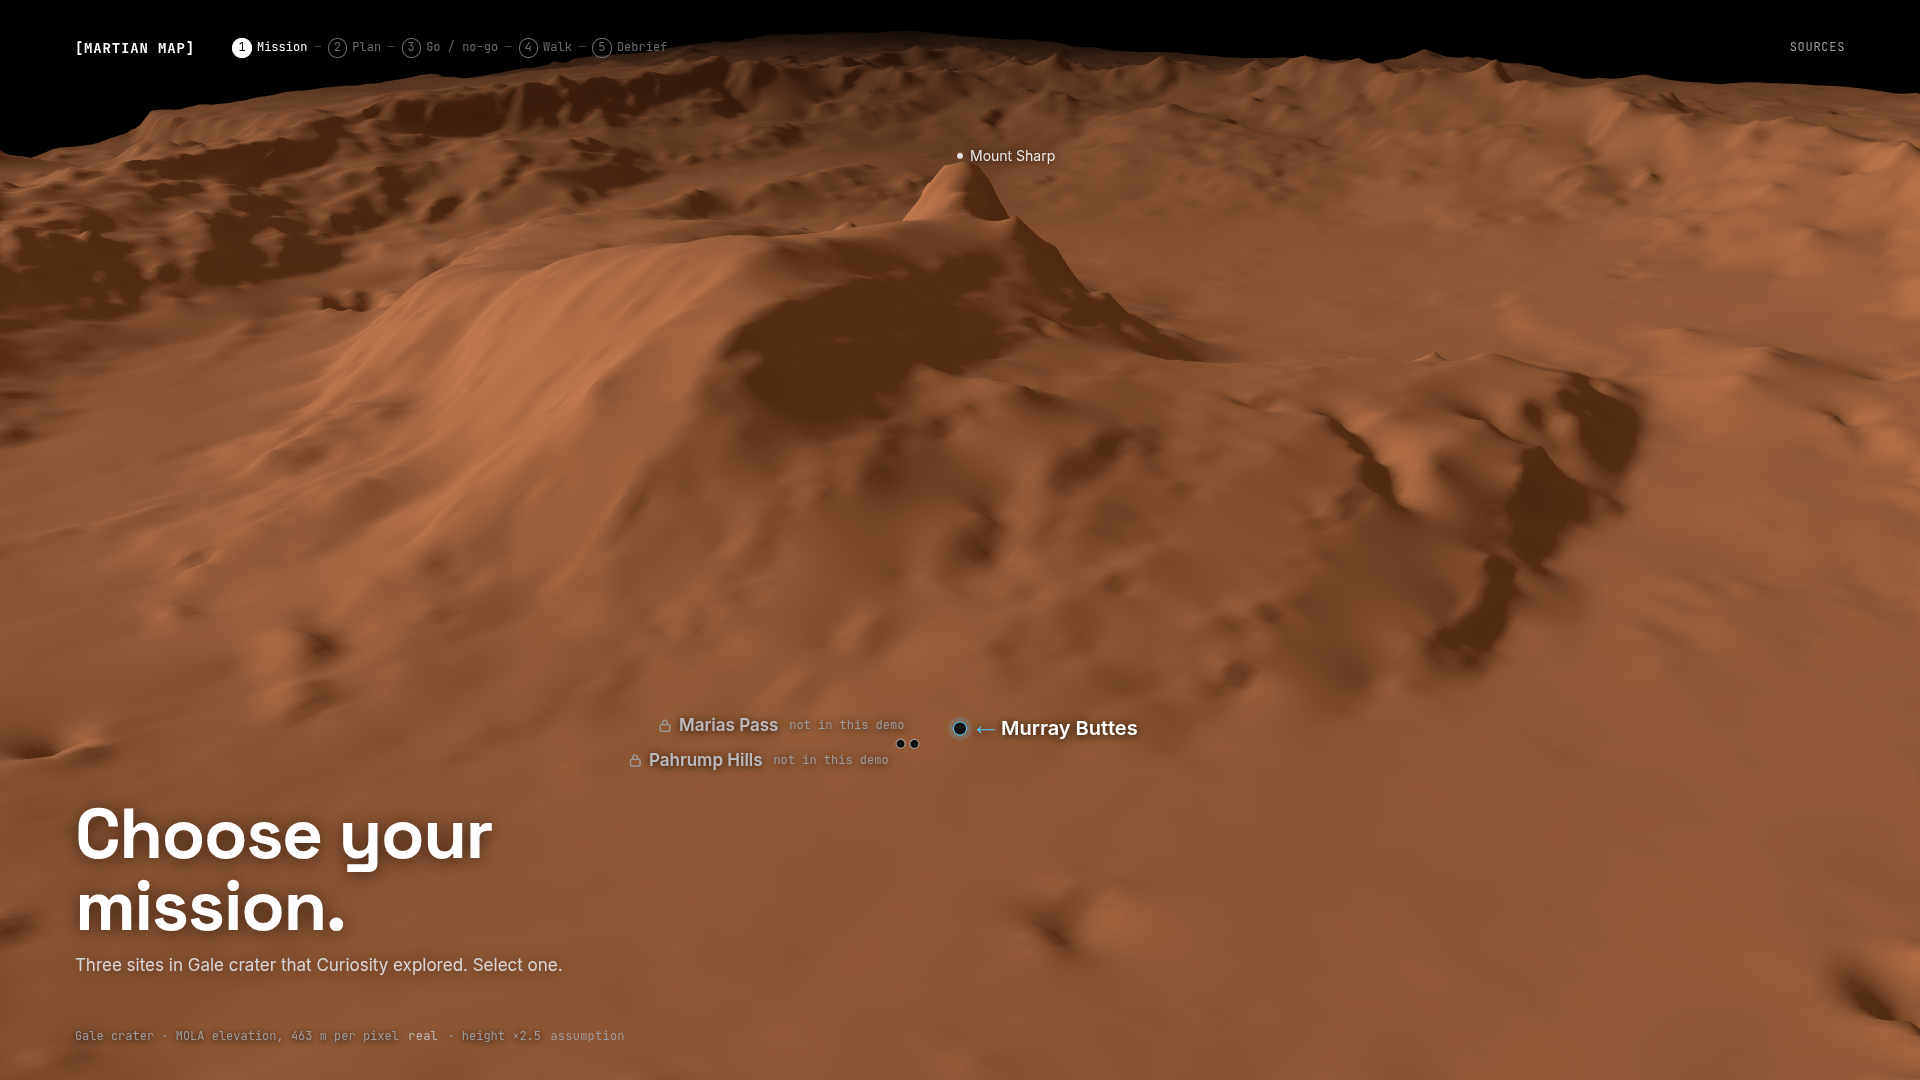 [MARTIAN MAP] 1 Mission — 2 Plan — 3 Go / no-go — 4 Walk — 5 Debrief SOURCES
Mount Sharp
Marias Pass not in this demo
← Murray Buttes
Pahrump Hills not in this demo
Choose your
mission.
Three sites in Gale crater that Curiosity explored. Select one.
Gale crater · MOLA elevation, 463 m per pixel real · height ×2.5 assumption